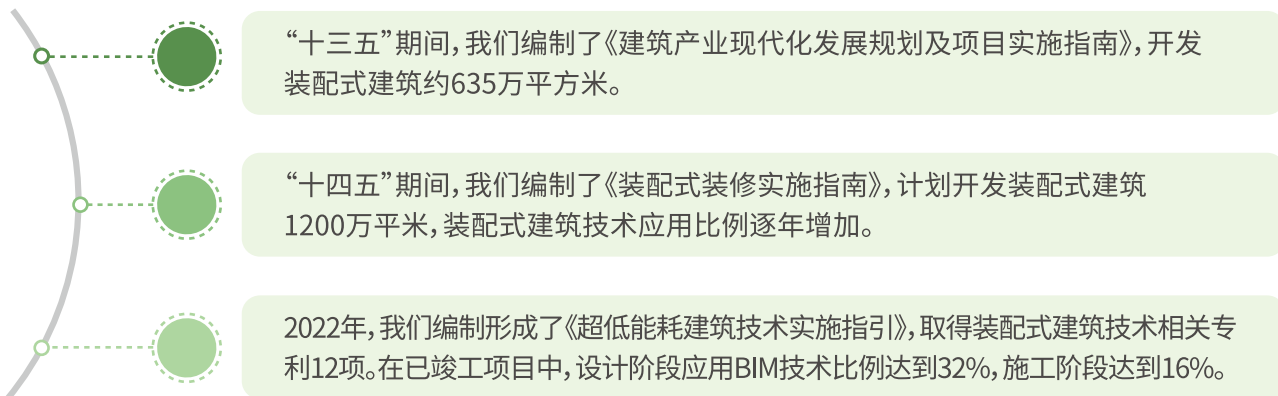 “十三五”期间，我们编制了《建筑产业现代化发展规划及项目实施指南》，开发
装配式建筑约635万平方米。
“十四五”期间，我们编制了《装配式装修实施指南》，计划开发装配式建筑
1200万平米，装配式建筑技术应用比例逐年增加。
2022年，我们编制形成了《超低能耗建筑技术实施指引》，取得装配式建筑技术相关专
利12项。在已竣工项目中，设计阶段应用BIM技术比例达到32%，施工阶段达到16%。